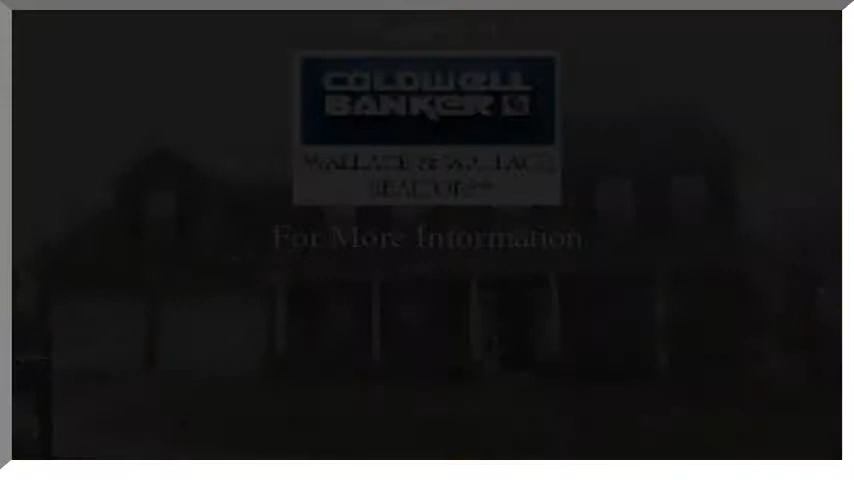 COLDWELL
BANKER
WALLACE & WALLACE
REALTORS
For More Information